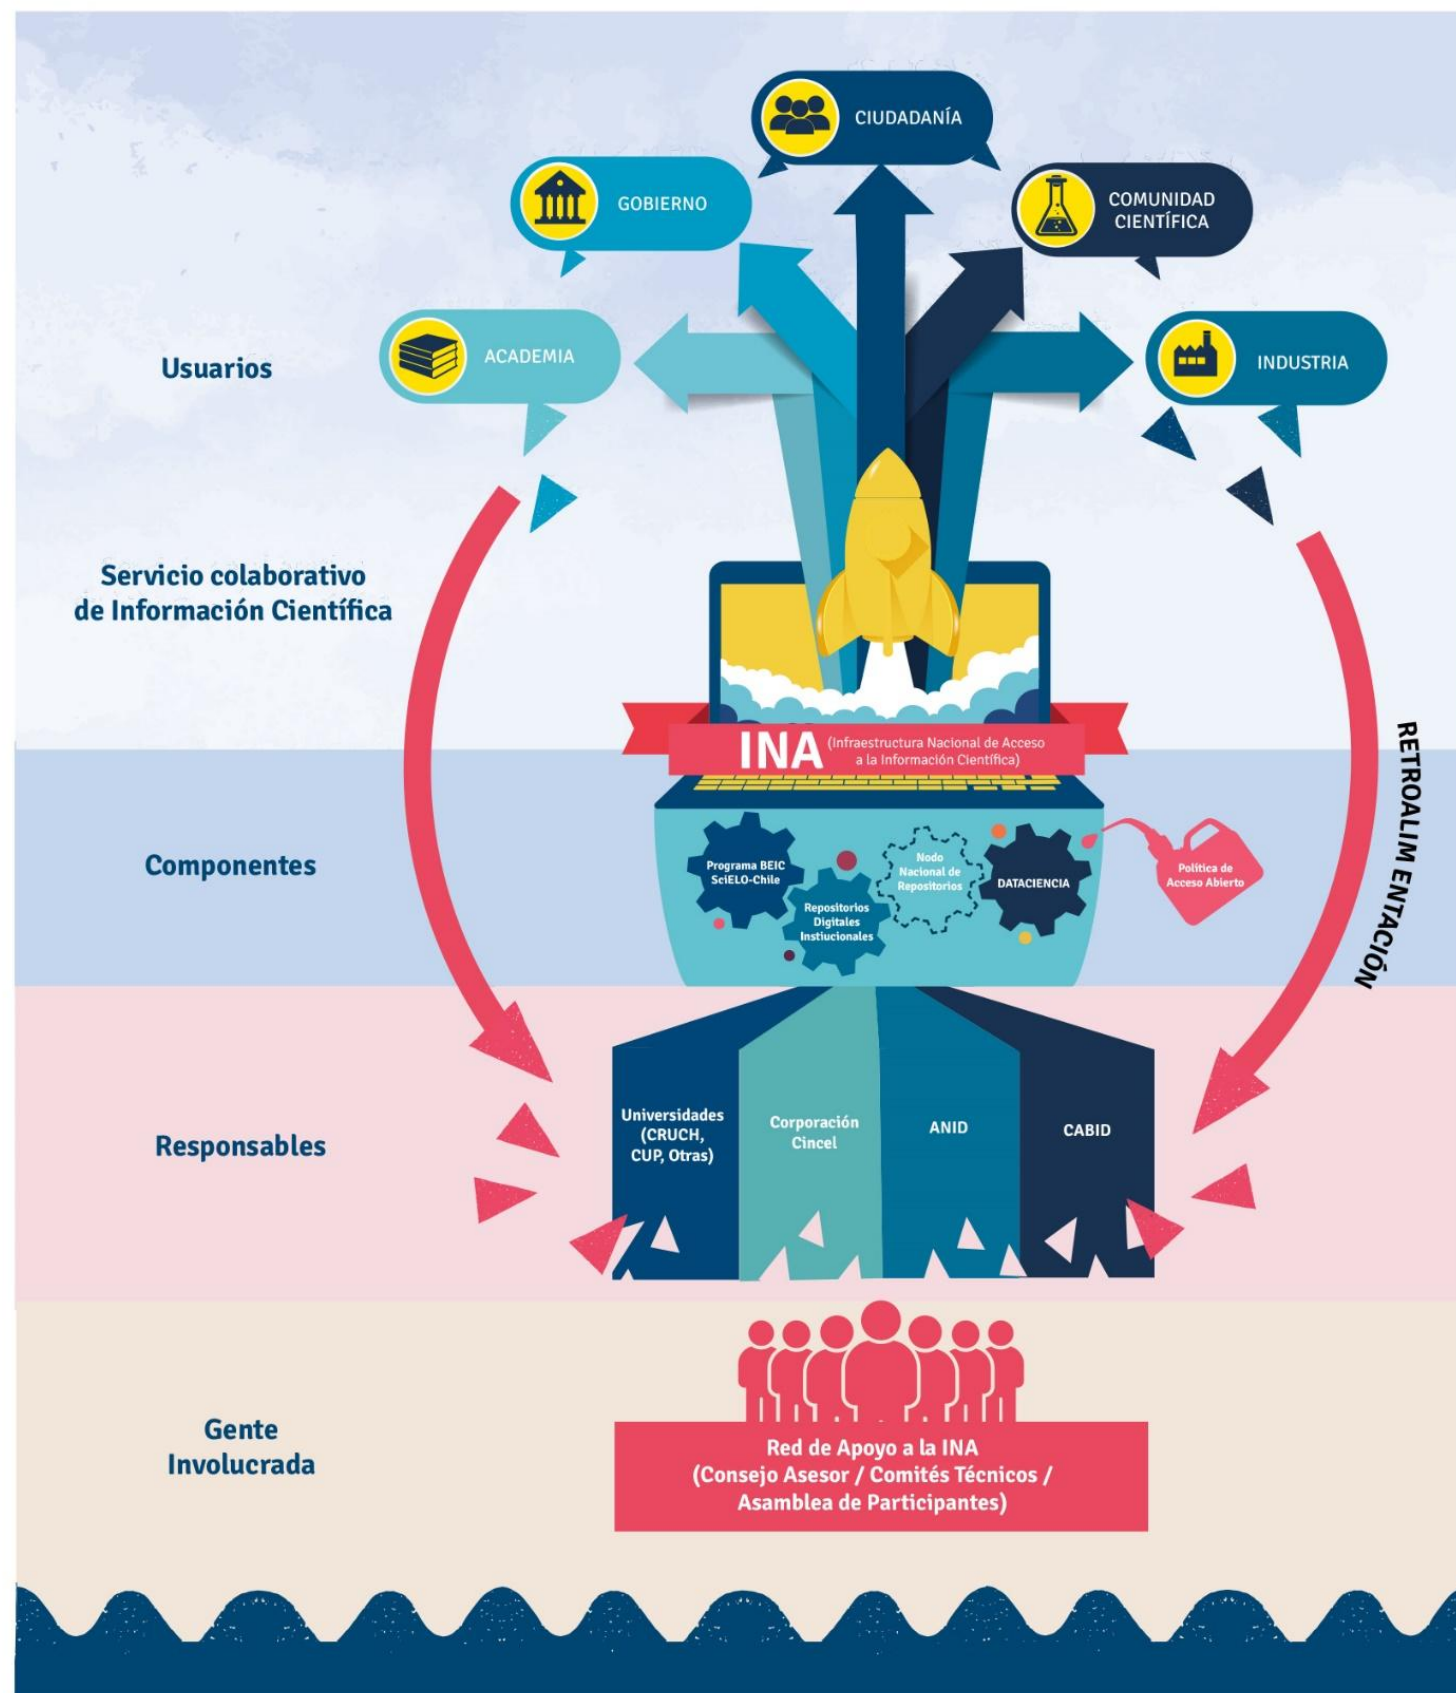 CIUDADANÍA
GOBIERNO
COMUNIDAD
CIENTÍFICA
Usuarios
ACADEMIA
INDUSTRIA
Servicio colaborativo
de Información Científica
INA (Infraestructura Nacional de Acceso
a la Información Científica)
RETROALIM ENTACIÓN
Componentes
Programa BEIC
SciELO-Chile
Repositorios
Digitales
Instiucionales
Nodo
Nacional de
Repositorios
DATACIENCIA
Política de
Acceso Abierto
Responsables
Universidades
(CRUCH,
CUP, Otras)
Corporación
Cincel
ANID
CABID
Gente
Involucrada
Red de Apoyo a la INA
(Consejo Asesor / Comités Técnicos /
Asamblea de Participantes)